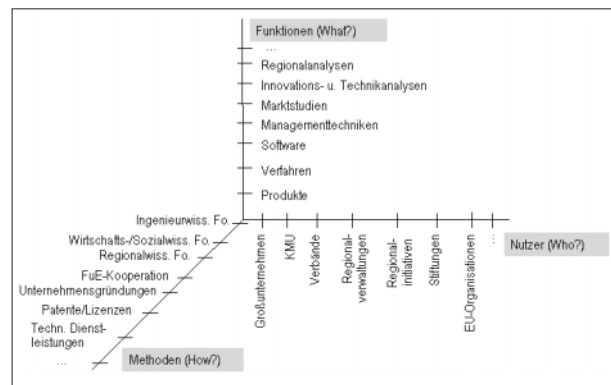 Funktionen (What?)
...
Regionalanalysen
Innovations- u. Technikanalysen
Marktstudien
Managementtechniken
Software
Verfahren
Produkte
Ingenieurwiss. Fo.
Wirtschafts-/Sozialwiss. Fo.
Regionalwiss. Fo.
FuE-Kooperation
Unternehmensgründungen
Patente/Lizenzen
Techn. Dienst-
leistungen
...
Methoden (How?)
Großunternehmen
KMU
Verbände
Regional-
verwaltungen
Regional-
initiativen
Stiftungen
EU-Organisationen
...
Nutzer (Who?)